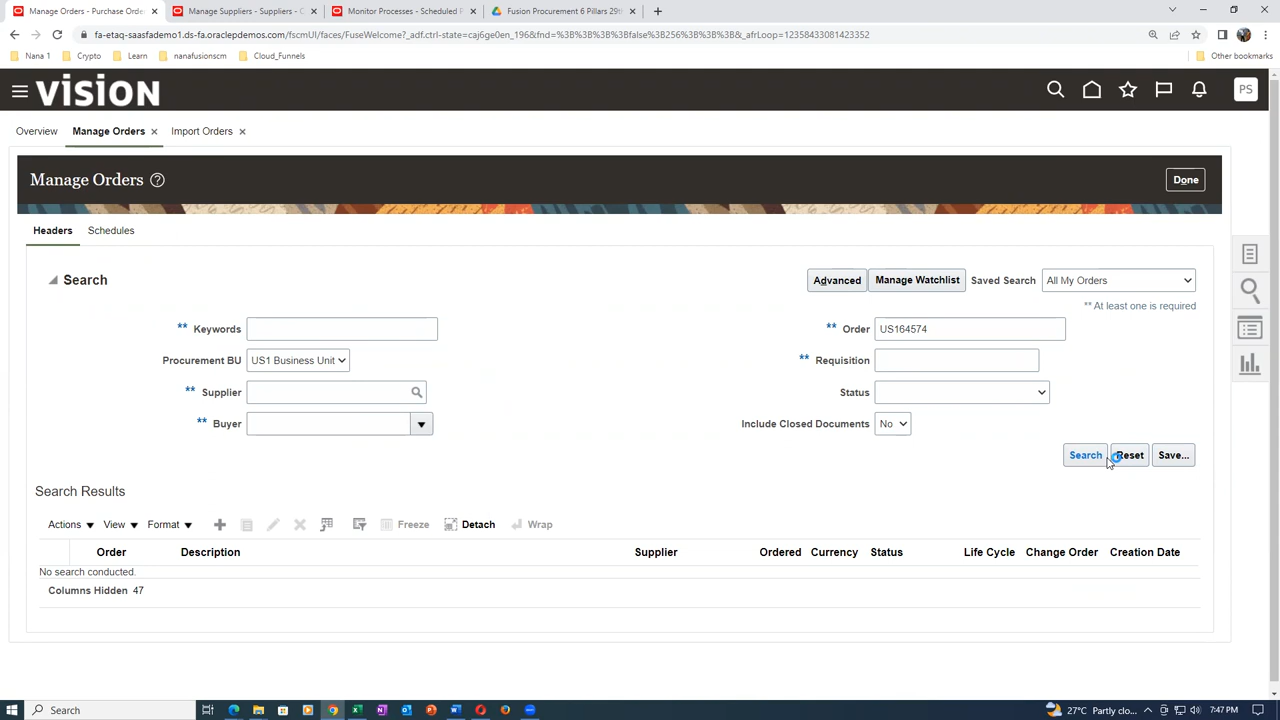 Manage Orders - Purchase Order
Manage Suppliers - Suppliers - O
Monitor Processes - Scheduled P
Fusion Procurement 6 Pillars 29th
fa-etaq-saasfademo1.ds-fa.oraclepdemos.com/fscmUI/faces/FuseWelcome?_adf.ctrl-state=caj6ge0en_196&fnd=%3B%3B%3B%3Bfalse%3B256%3B%3B%3B&_afrLoop=12358433081423352
Nana 1
Crypto
Learn
nanafusionscm
Cloud_Funnels
Other bookmarks
VISION
PS
Overview
Manage Orders
Import Orders
Manage Orders
Done
Headers
Schedules
Search
Advanced
Manage Watchlist
Saved Search
All My Orders
** At least one is required
** Keywords
** Order
US164574
Procurement BU
US1 Business Unit
** Requisition
** Supplier
Status
** Buyer
Include Closed Documents
No
Search
Reset
Save...
Search Results
Actions
View
Format
Freeze
Detach
Wrap
Order
Description
Supplier
Ordered
Currency
Status
Life Cycle
Change Order
Creation Date
No search conducted.
Columns Hidden 47
Search
27°C Partly clo...
7:47 PM